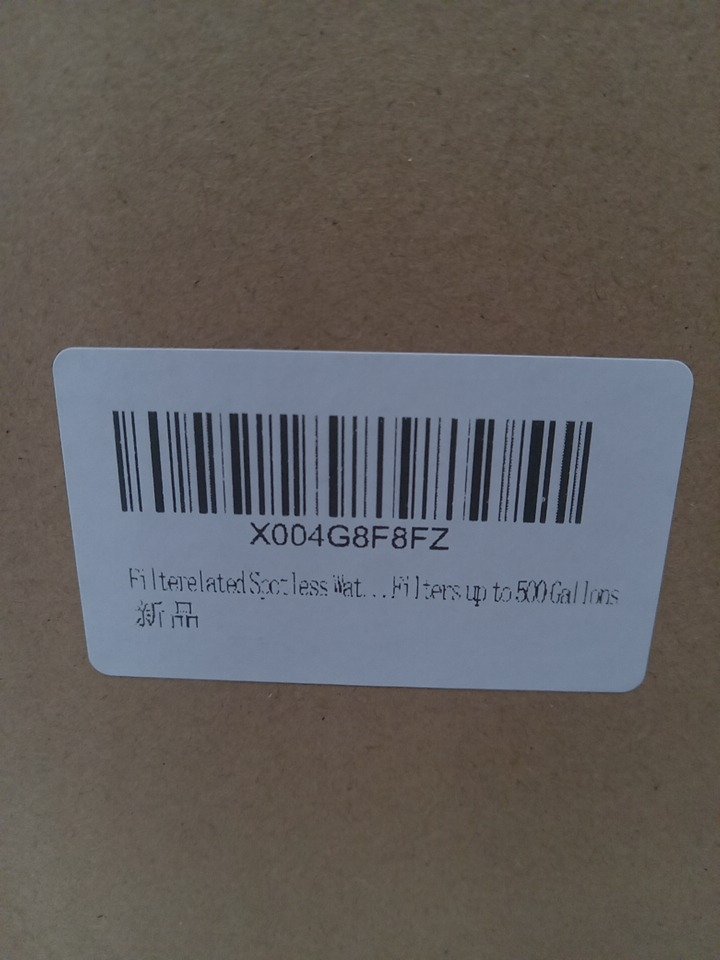 X004G8F8FZ
Filterelated Spotless Wat...Filters up to 500 Gallons
新品